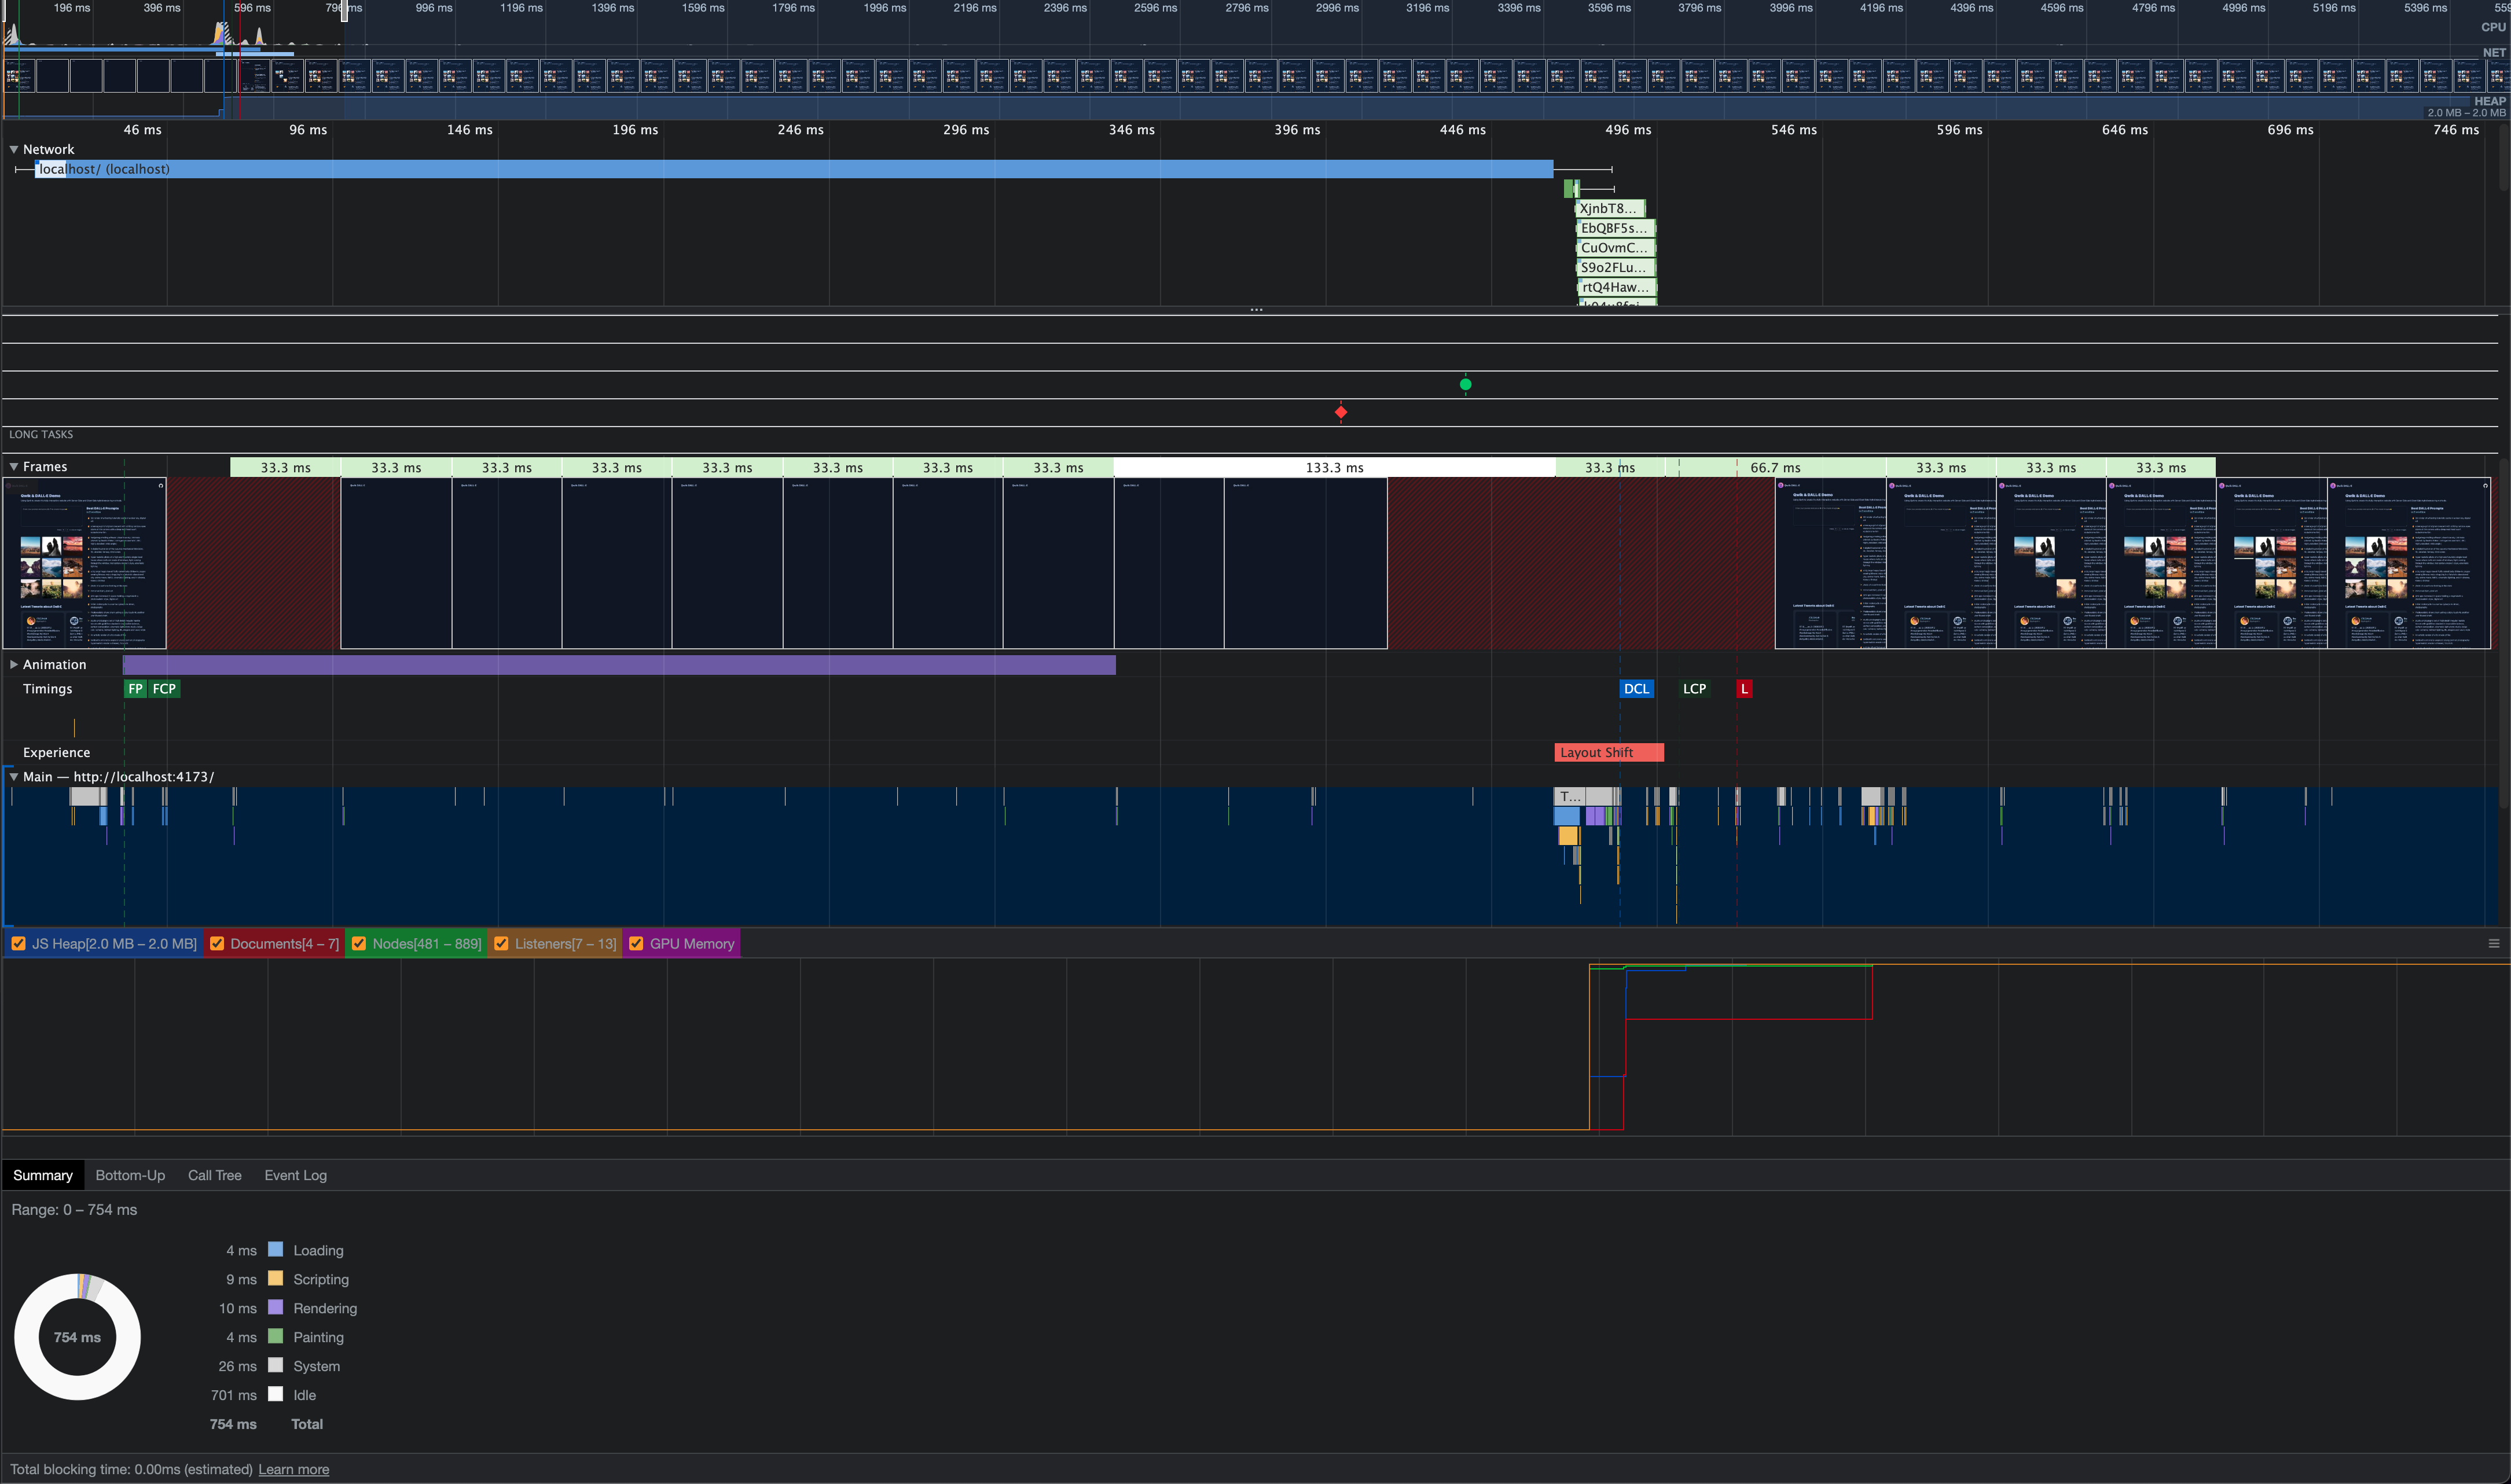 196 ms 396 ms 596 ms 796 ms 996 ms 1196 ms 1396 ms 1596 ms 1796 ms 1996 ms 2196 ms 2396 ms 2596 ms 2796 ms 2996 ms 3196 ms 3396 ms 3596 ms 3796 ms 3996 ms 4196 ms 4396 ms 4596 ms 4796 ms 4996 ms 5196 ms 5396 ms
CPU
NET
HEAP
2.0 MB – 2.0 MB
46 ms 96 ms 146 ms 196 ms 246 ms 296 ms 346 ms 396 ms 446 ms 496 ms 546 ms 596 ms 646 ms 696 ms 746 ms
Network
localhost/ (localhost)
XjnbT8...
EbQBF5s...
CuOvmC...
S9o2FLu...
rtQ4Haw...
...
LONG TASKS
Frames 33.3 ms 33.3 ms 33.3 ms 33.3 ms 33.3 ms 33.3 ms 33.3 ms 33.3 ms 133.3 ms 33.3 ms 66.7 ms 33.3 ms 33.3 ms 33.3 ms
Qwik & DALL-E Demo
Animation
Timings FP FCP DCL LCP L
Experience Layout Shift
Main — http://localhost:4173/
T...
JS Heap[2.0 MB – 2.0 MB] Documents[4 – 7] Nodes[481 – 889] Listeners[7 – 13] GPU Memory
Summary Bottom-Up Call Tree Event Log
Range: 0 – 754 ms
4 ms Loading
9 ms Scripting
10 ms Rendering
754 ms
4 ms Painting
26 ms System
701 ms Idle
754 ms Total
Total blocking time: 0.00ms (estimated) Learn more